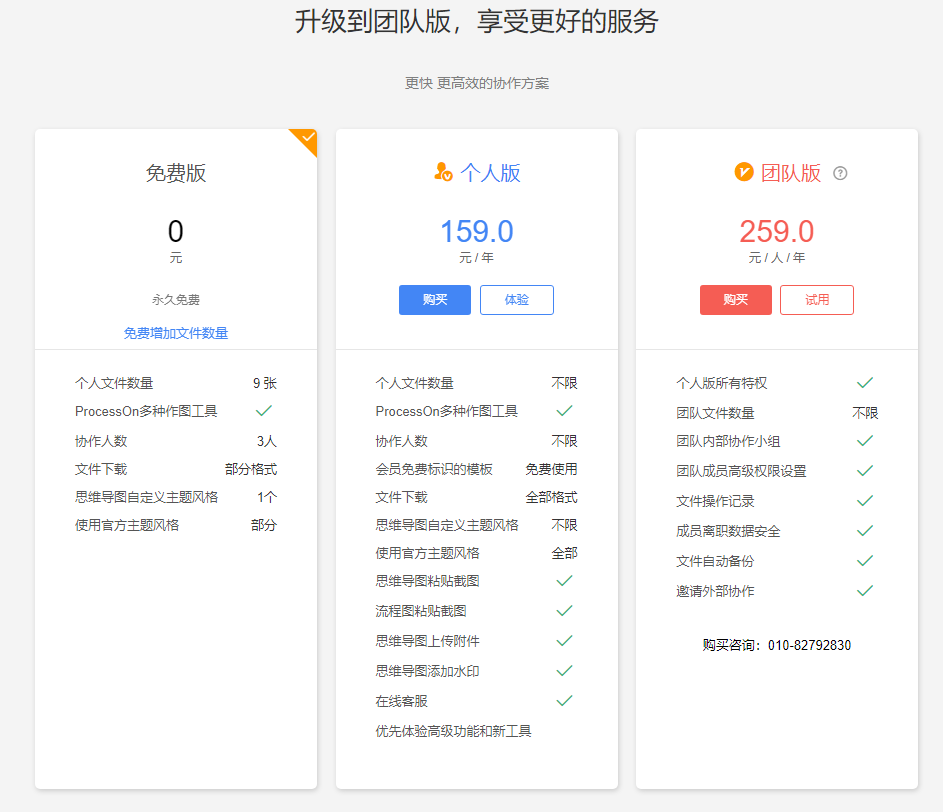 升级到团队版，享受更好的服务
更快 更高效的协作方案
免费版
0
元
永久免费
免费增加文件数量
个人文件数量 9 张
ProcessOn多种作图工具
协作人数 3人
文件下载 部分格式
思维导图自定义主题风格 1个
使用官方主题风格 部分
个人版
159.0
元 / 年
购买 体验
个人文件数量 不限
ProcessOn多种作图工具
协作人数 不限
会员免费标识的模板 免费使用
文件下载 全部格式
思维导图自定义主题风格 不限
使用官方主题风格 全部
思维导图粘贴截图
流程图粘贴截图
思维导图上传附件
思维导图添加水印
在线客服
优先体验高级功能和新工具
团队版 ?
259.0
元 / 人 / 年
购买 试用
个人版所有特权
团队文件数量 不限
团队内部协作小组
团队成员高级权限设置
文件操作记录
成员离职数据安全
文件自动备份
邀请外部协作
购买咨询：010-82792830